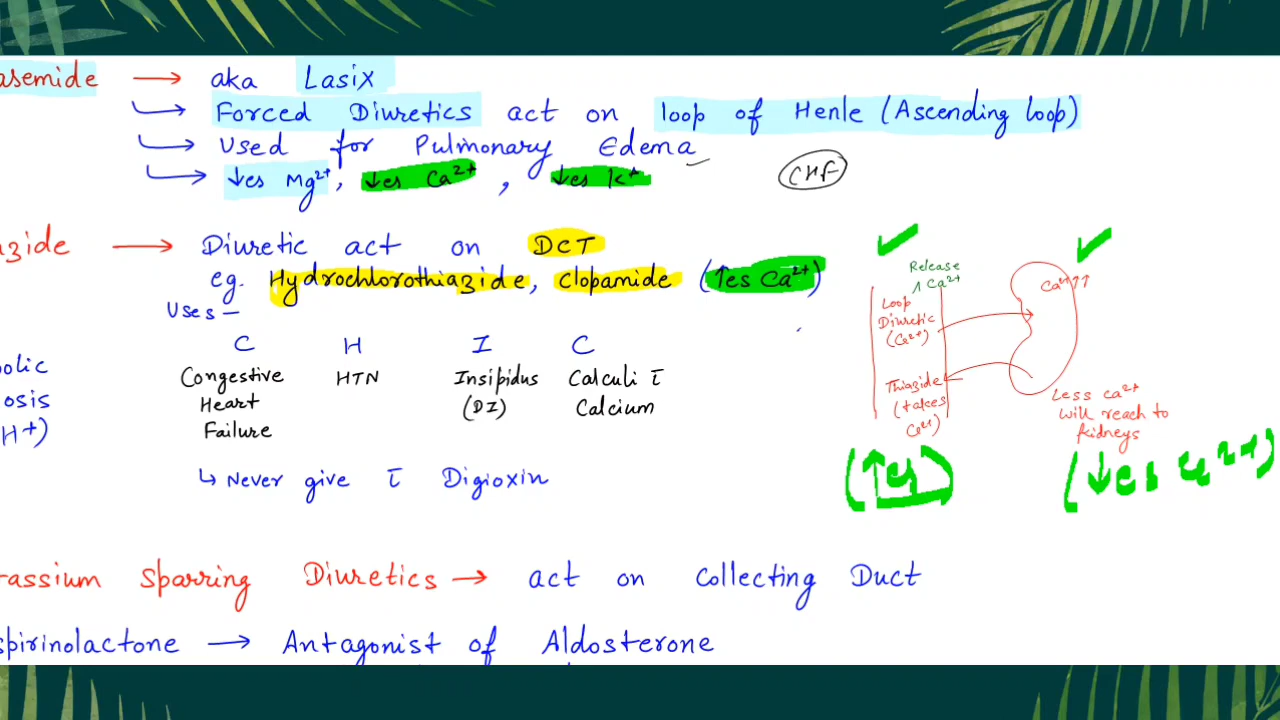 asemide → aka Lasix
Forced Diuretics act on loop of Henle (Ascending loop)
Used for Pulmonary Edema
↓es Mg²⁺, ↓es Ca²⁺, ↓es K⁺
CHF
azide → Diuretic act on DCT
eg. Hydrochlorothiazide, clopamide (↑es Ca²⁺)
Uses –
C H I C
Congestive Heart Failure
HTN
Insipidus (DI)
Calculi c̄ Calcium
olic
osis
H⁺)
↳ Never give c̄ Digioxin
Release
↑ Ca²⁺
Loop
Diuretic
(Ca²⁺)
Thiazide
(takes
Ca²⁺)
Ca²⁺↑↑
Less Ca²⁺
will reach to
kidneys
(↑es)
(↓es Ca²⁺)
tassium Sparring Diuretics → act on Collecting Duct
spirinolactone → Antagonist of Aldosterone